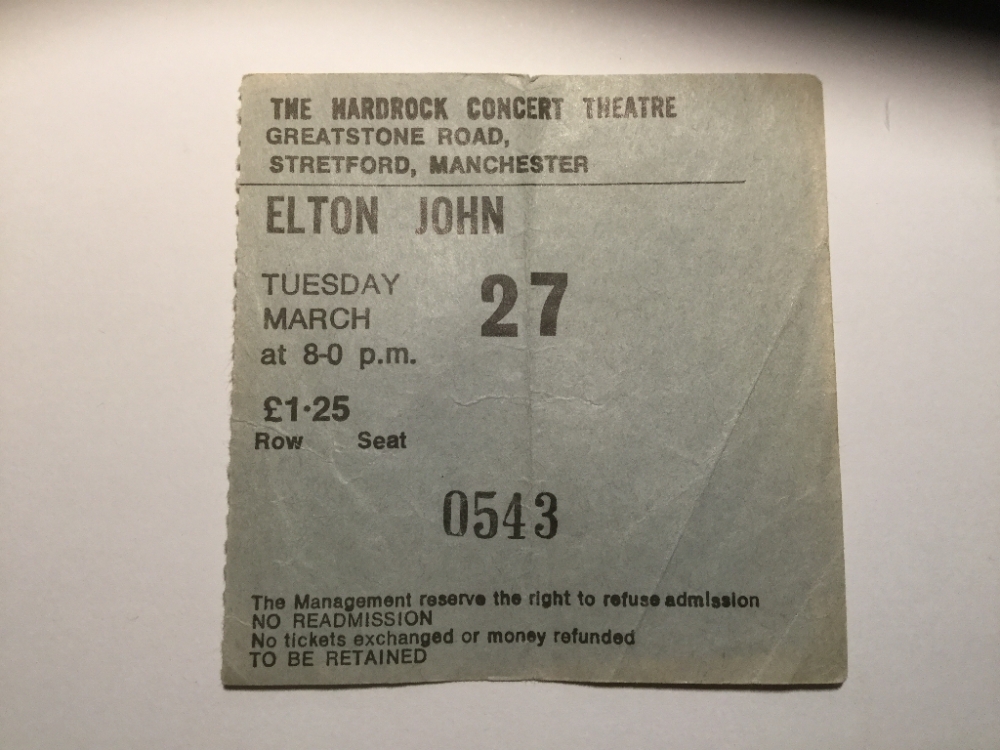 THE HARDROCK CONCERT THEATRE
GREATSTONE ROAD,
STRETFORD, MANCHESTER
ELTON JOHN
TUESDAY
MARCH 27
at 8-0 p.m.
£1·25
Row Seat
0543
The Management reserve the right to refuse admission
NO READMISSION
No tickets exchanged or money refunded
TO BE RETAINED